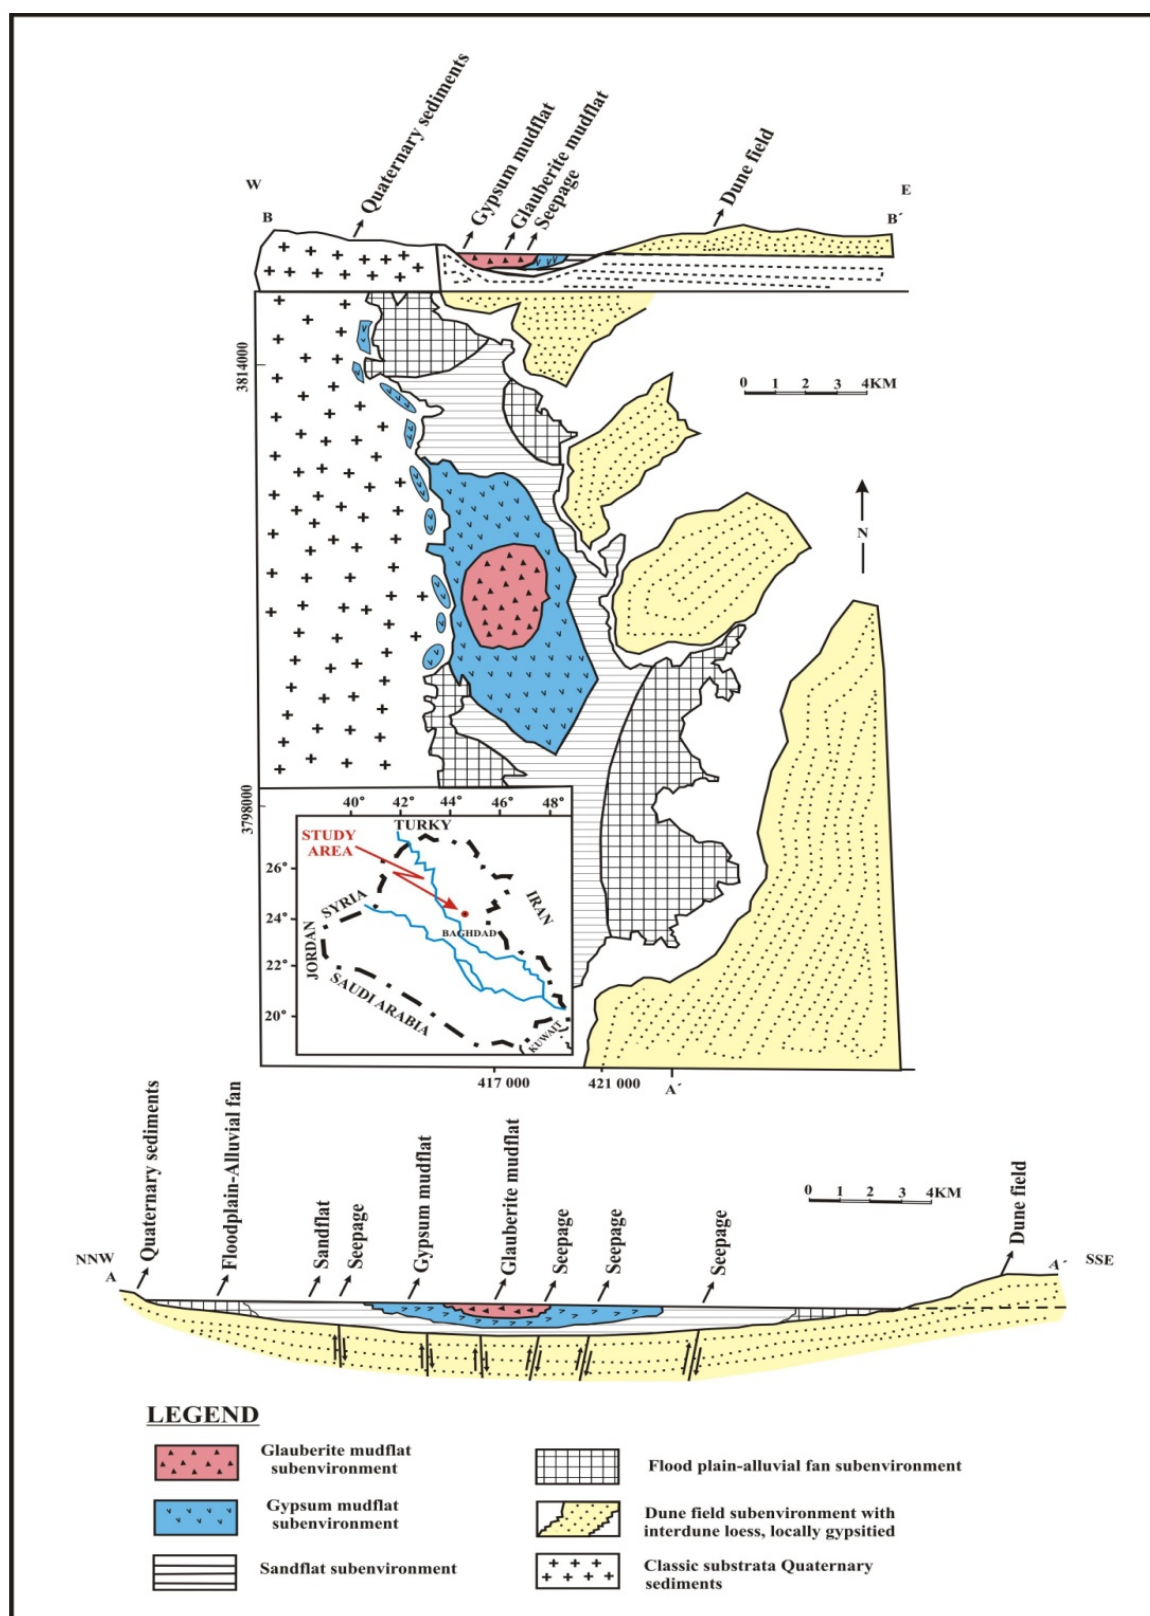 Quaternary sediments
Gypsum mudflat
Glauberite mudflat
Seepage
Dune field
W
E
B
B´
3814000
0 1 2 3 4KM
N
3798000
40° 42° 44° 46° 48°
TURKY
STUDY
AREA
26°
IRAN
SYRIA
24°
BAGHDAD
JORDAN
22°
SAUDI ARABIA
20°
KUWAIT
417 000
421 000
A´
Quaternary sediments
Floodplain-Alluvial fan
Sandflat
Seepage
Gypsum mudflat
Glauberite mudflat
Seepage
Seepage
Seepage
Dune field
0 1 2 3 4KM
NNW
A
A´
SSE
LEGEND
Glauberite mudflat
subenvironment
Gypsum mudflat
subenvironment
Sandflat subenvironment
Flood plain-alluvial fan subenvironment
Dune field subenvironment with
interdune loess, locally gypsitied
Classic substrata Quaternary
sediments